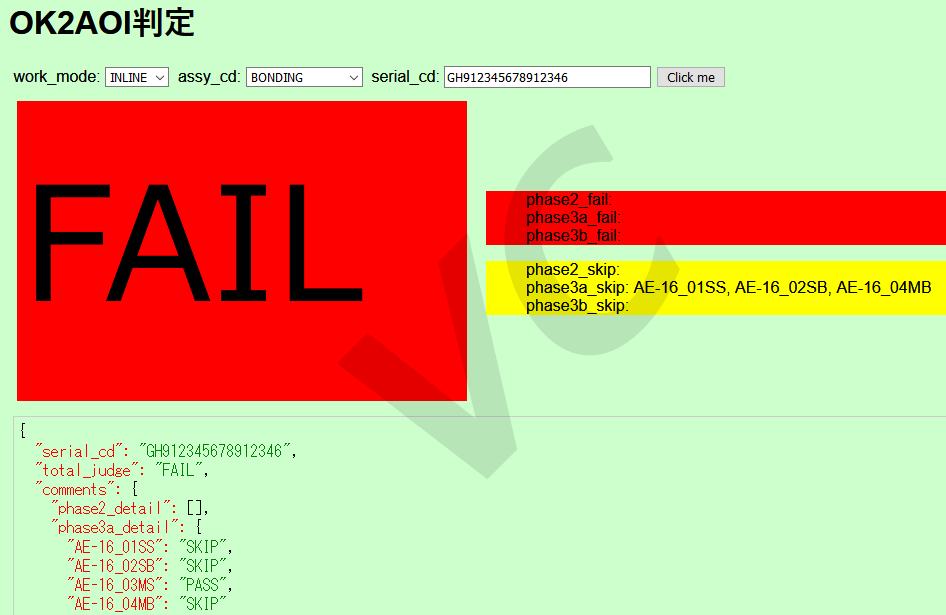 OK2AOI判定
work_mode: INLINE assy_cd: BONDING serial_cd: GH912345678912346 Click me
FAIL
phase2_fail:
phase3a_fail:
phase3b_fail:
phase2_skip:
phase3a_skip: AE-16_01SS, AE-16_02SB, AE-16_04MB
phase3b_skip:
VC
{
"serial_cd": "GH912345678912346",
"total_judge": "FAIL",
"comments": {
"phase2_detail": [],
"phase3a_detail": {
"AE-16_01SS": "SKIP",
"AE-16_02SB": "SKIP",
"AE-16_03MS": "PASS",
"AE-16_04MB": "SKIP"